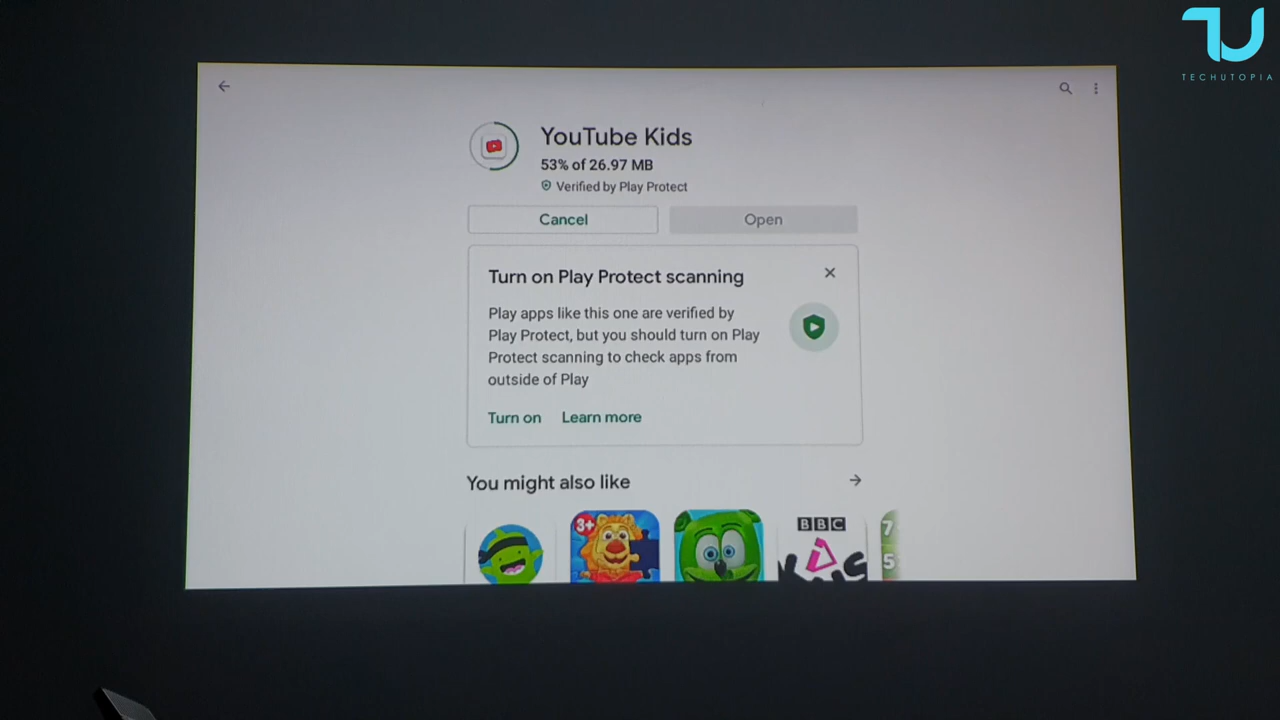 TECHUTOPIA
YouTube Kids
53% of 26.97 MB
Verified by Play Protect
Cancel
Open
Turn on Play Protect scanning
Play apps like this one are verified by
Play Protect, but you should turn on Play
Protect scanning to check apps from
outside of Play
Turn on
Learn more
You might also like
3+
BBC
7
5